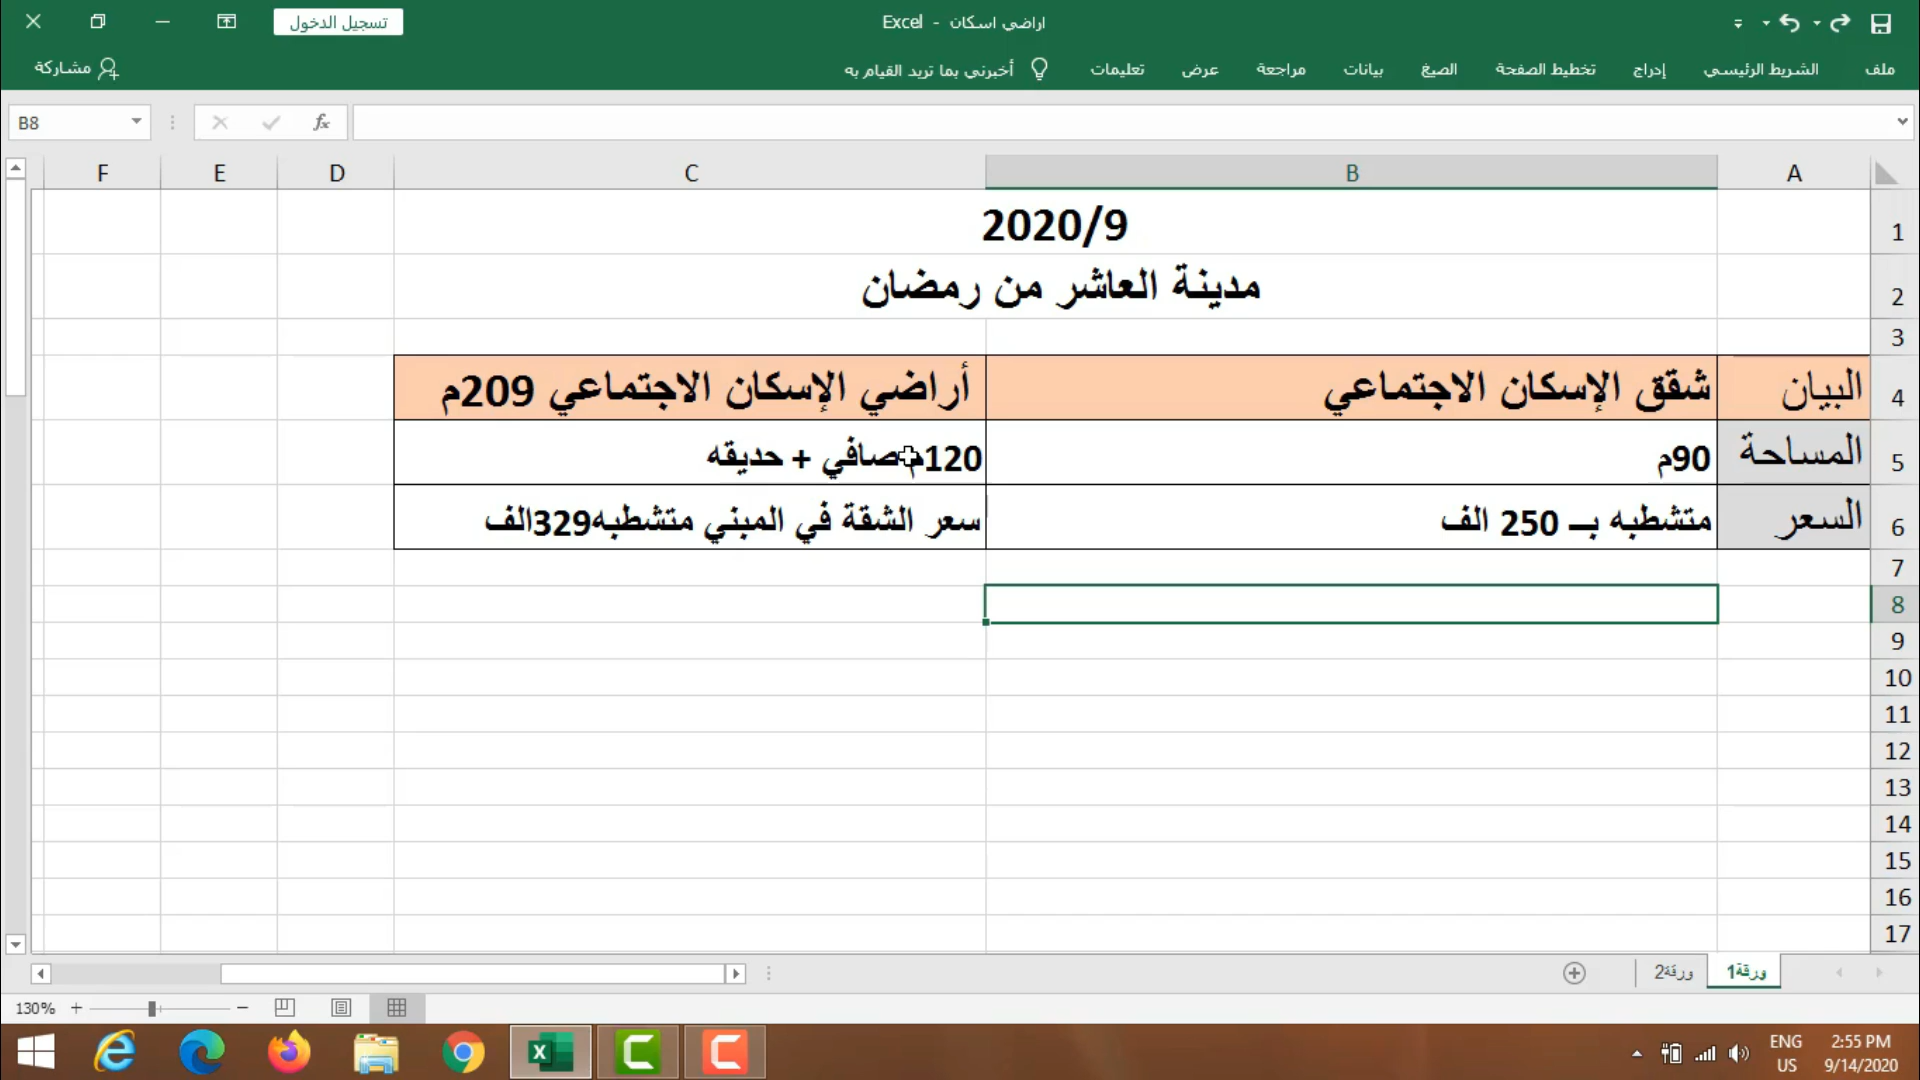 تسجيل الدخول
اراضي اسكان - Excel
ملف الشريط الرئيسي إدراج تخطيط الصفحة الصيغ بيانات مراجعة عرض تعليمات أخبرني بما تريد القيام به
مشاركة
B8
fx
A B C D E F
1 2020/9
2 مدينة العاشر من رمضان
3
4 البيان شقق الإسكان الاجتماعي أراضي الإسكان الاجتماعي 209م
5 المساحة 90م 120م صافي + حديقه
6 السعر متشطبه بـ 250 الف سعر الشقة في المبني متشطبه329الف
7
8
9
10
11
12
13
14
15
16
17
ورقة1 ورقة2
130%
ENG 2:55 PM
US 9/14/2020